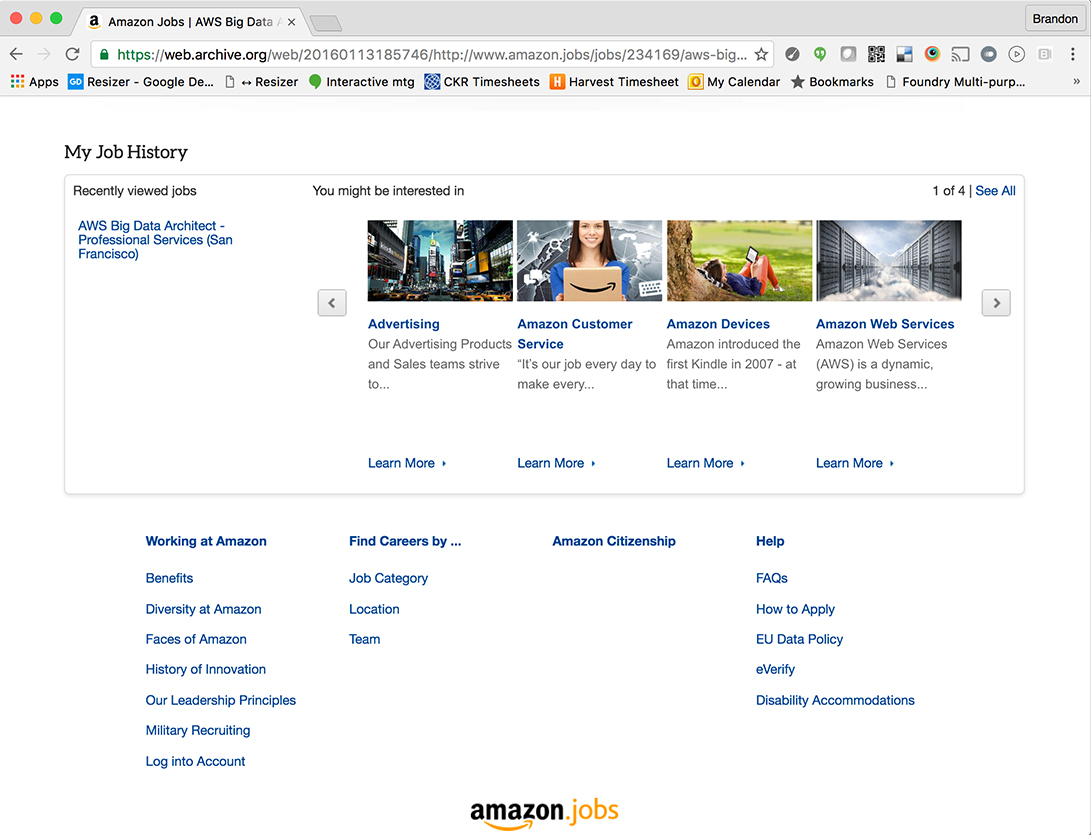 Amazon Jobs | AWS Big Data A
Brandon
https://web.archive.org/web/20160113185746/http://www.amazon.jobs/jobs/234169/aws-big...
Apps
GD Resizer - Google De...
↔ Resizer
Interactive mtg
CKR Timesheets
H Harvest Timesheet
My Calendar
Bookmarks
Foundry Multi-purp...
»
My Job History
Recently viewed jobs
AWS Big Data Architect -
Professional Services (San
Francisco)
You might be interested in
1 of 4 | See All
Advertising
Our Advertising Products
and Sales teams strive
to...
Learn More
Amazon Customer
Service
“It’s our job every day to
make every...
Learn More
Amazon Devices
Amazon introduced the
first Kindle in 2007 - at
that time...
Learn More
Amazon Web Services
Amazon Web Services
(AWS) is a dynamic,
growing business...
Learn More
Working at Amazon
Benefits
Diversity at Amazon
Faces of Amazon
History of Innovation
Our Leadership Principles
Military Recruiting
Log into Account
Find Careers by ...
Job Category
Location
Team
Amazon Citizenship
Help
FAQs
How to Apply
EU Data Policy
eVerify
Disability Accommodations
amazon.jobs